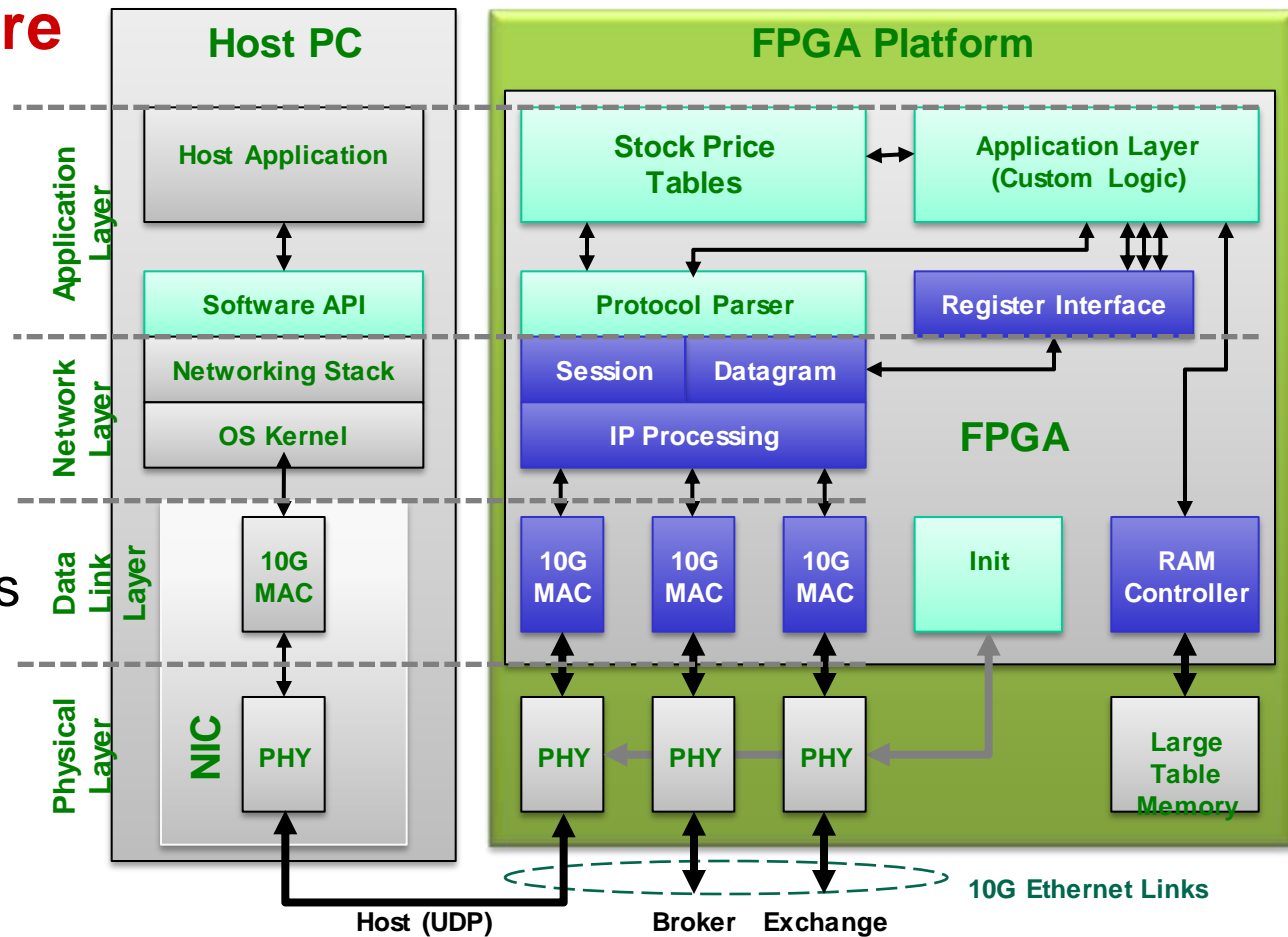 re
Host PC
FPGA Platform
Application
Layer
Host Application
Stock Price
Tables
Application Layer
(Custom Logic)
Software API
Protocol Parser
Register Interface
Network
Layer
Networking Stack
Session
Datagram
OS Kernel
IP Processing
FPGA
s
Data
Link
Layer
10G
MAC
10G
MAC
10G
MAC
10G
MAC
Init
RAM
Controller
Physical
Layer
NIC
PHY
PHY
PHY
PHY
Large
Table
Memory
10G Ethernet Links
Host (UDP)
Broker
Exchange